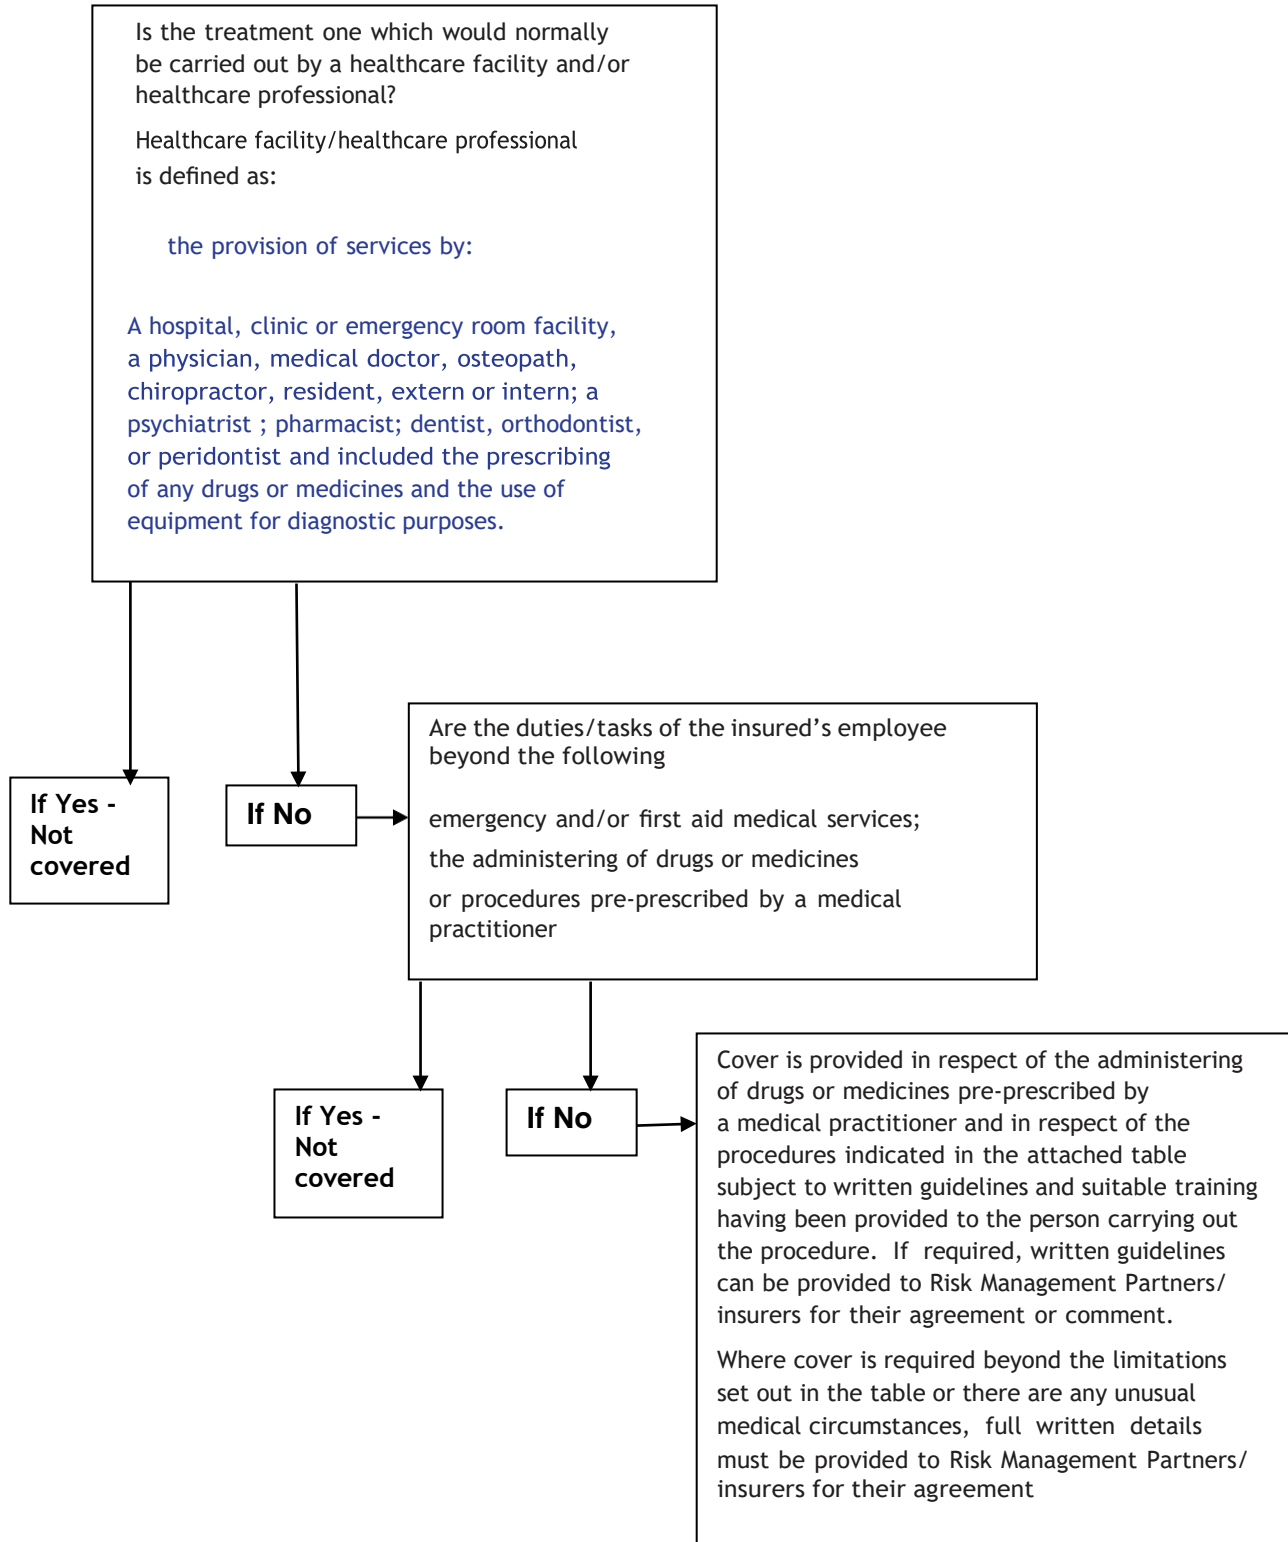 Is the treatment one which would normally
be carried out by a healthcare facility and/or
healthcare professional?
Healthcare facility/healthcare professional
is defined as:
the provision of services by:
A hospital, clinic or emergency room facility,
a physician, medical doctor, osteopath,
chiropractor, resident, extern or intern; a
psychiatrist ; pharmacist; dentist, orthodontist,
or peridontist and included the prescribing
of any drugs or medicines and the use of
equipment for diagnostic purposes.
If Yes -
Not
covered
If No
Are the duties/tasks of the insured’s employee
beyond the following
emergency and/or first aid medical services;
the administering of drugs or medicines
or procedures pre-prescribed by a medical
practitioner
If Yes -
Not
covered
If No
Cover is provided in respect of the administering
of drugs or medicines pre-prescribed by
a medical practitioner and in respect of the
procedures indicated in the attached table
subject to written guidelines and suitable training
having been provided to the person carrying out
the procedure. If required, written guidelines
can be provided to Risk Management Partners/
insurers for their agreement or comment.
Where cover is required beyond the limitations
set out in the table or there are any unusual
medical circumstances, full written details
must be provided to Risk Management Partners/
insurers for their agreement